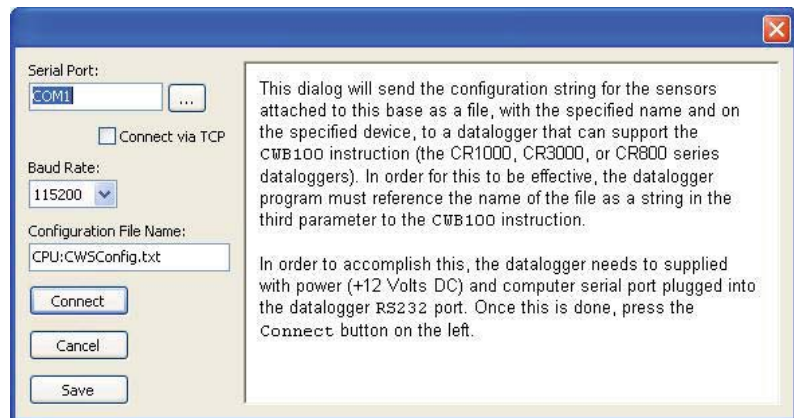 Serial Port:
COM1
...
Connect via TCP
Baud Rate:
115200
Configuration File Name:
CPU:CWSConfig.txt
Connect
Cancel
Save
This dialog will send the configuration string for the sensors
attached to this base as a file, with the specified name and on
the specified device, to a datalogger that can support the
CWB100 instruction (the CR1000, CR3000, or CR800 series
dataloggers). In order for this to be effective, the datalogger
program must reference the name of the file as a string in the
third parameter to the CWB100 instruction.
In order to accomplish this, the datalogger needs to supplied
with power (+12 Volts DC) and computer serial port plugged into
the datalogger RS232 port. Once this is done, press the
Connect button on the left.